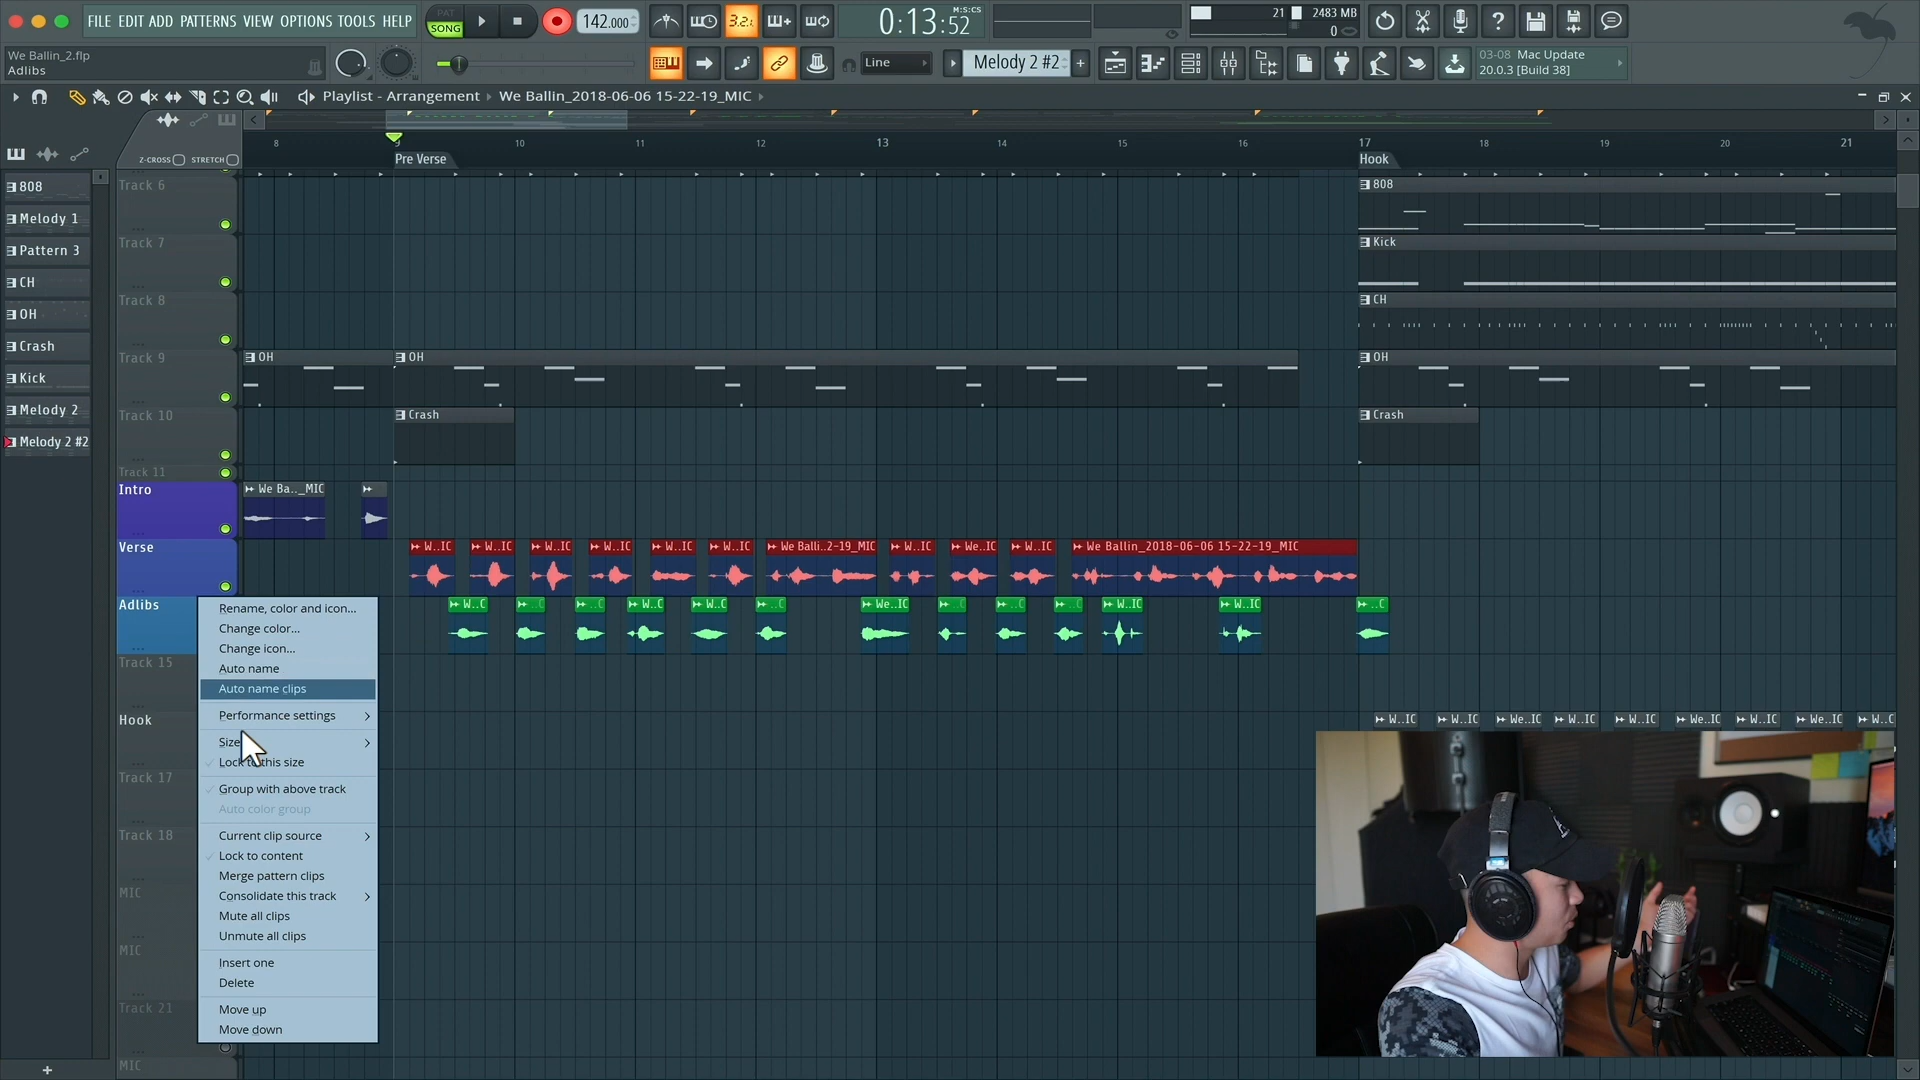 FILE EDIT ADD PATTERNS VIEW OPTIONS TOOLS HELP
PAT
SONG
142.000
3.2.
0:13:52
M:S:CS
21
2483 MB
0
We Ballin_2.flp
Adlibs
Line
Melody 2 #2
03-08 Mac Update
20.0.3 [Build 38]
Playlist - Arrangement
We Ballin_2018-06-06 15-22-19_MIC
Z-CROSS
STRETCH
8
9
10
11
12
13
14
15
16
17
18
19
20
21
Pre Verse
Hook
808
Melody 1
Pattern 3
CH
OH
Crash
Kick
Melody 2
Melody 2 #2
Track 6
808
Track 7
Kick
Track 8
CH
Track 9
OH
OH
OH
Track 10
Crash
Crash
Track 11
Intro
We Ba.._MIC
Verse
W..IC
W..IC
W..IC
W..IC
W..IC
W..IC
We Balli..2-19_MIC
W..IC
We..IC
W..IC
We Ballin_2018-06-06 15-22-19_MIC
Adlibs
W..C
..C
..C
W..C
W..C
..C
We..IC
..C
..C
..C
W..IC
W..IC
..C
Track 15
Hook
W..IC
W..IC
We..IC
W..IC
W..IC
We..IC
W..IC
We..IC
W..C
Track 17
Track 18
MIC
MIC
Track 21
MIC
Rename, color and icon...
Change color...
Change icon...
Auto name
Auto name clips
Performance settings
Size
Lock to this size
Group with above track
Auto color group
Current clip source
Lock to content
Merge pattern clips
Consolidate this track
Mute all clips
Unmute all clips
Insert one
Delete
Move up
Move down